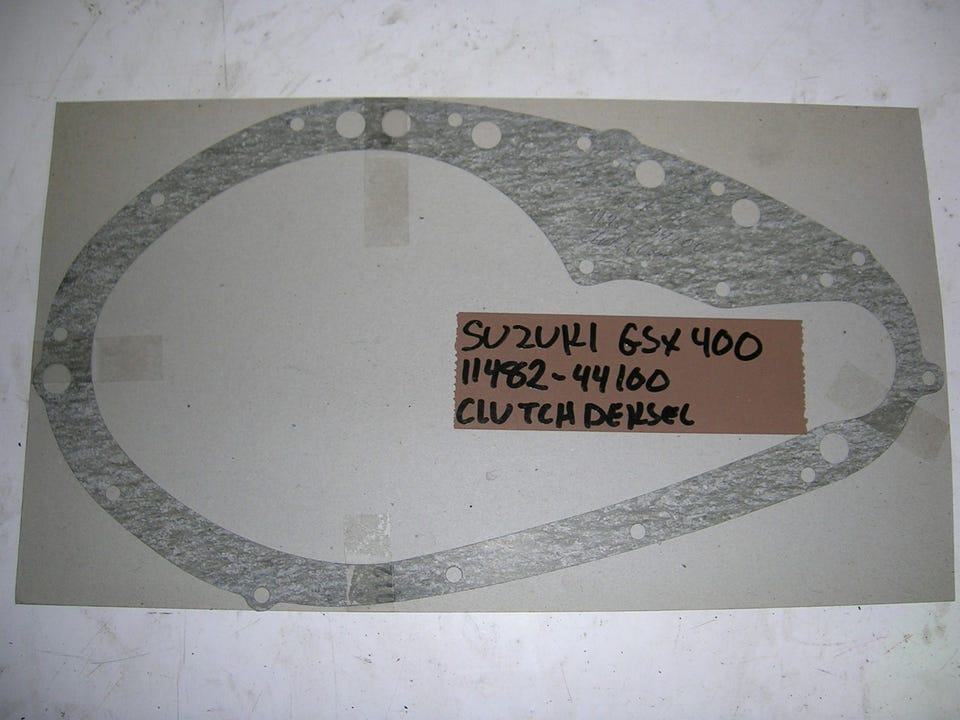 SUZUKI GSX 400
11482-44100
CLUTCH DEKSEL